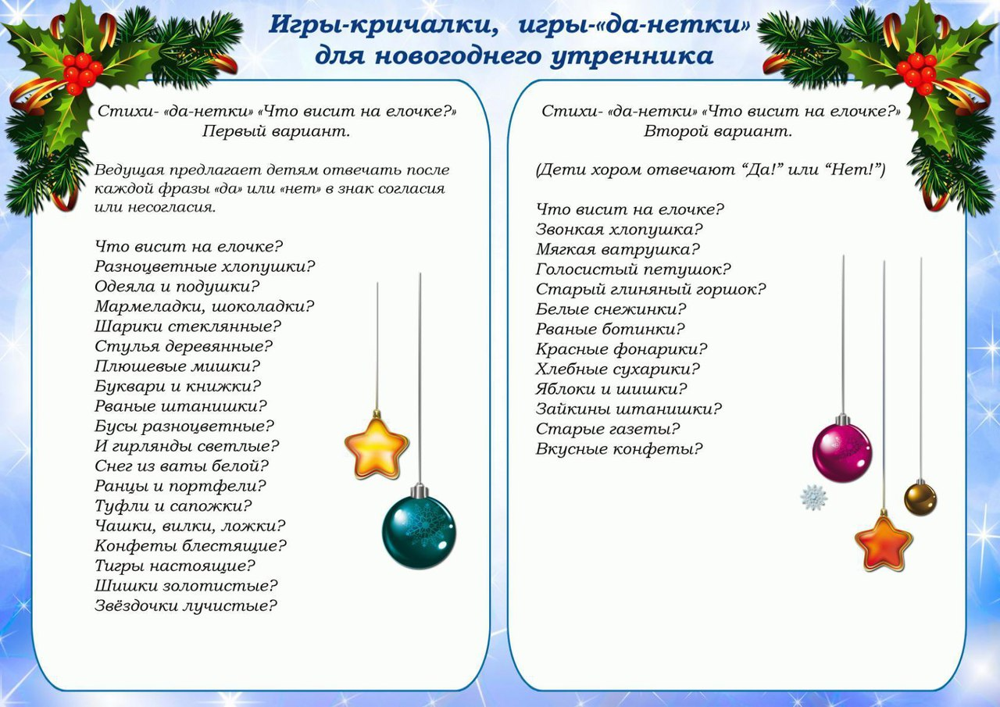 Игры-кричалки, игры-«да-нетки»
для новогоднего утренника
Стихи- «да-нетки» «Что висит на елочке?»
Первый вариант.
Ведущая предлагает детям отвечать после
каждой фразы «да» или «нет» в знак согласия
или несогласия.
Что висит на елочке?
Разноцветные хлопушки?
Одеяла и подушки?
Мармеладки, шоколадки?
Шарики стеклянные?
Стулья деревянные?
Плюшевые мишки?
Буквари и книжки?
Рваные штанишки?
Бусы разноцветные?
И гирлянды светлые?
Снег из ваты белой?
Ранцы и портфели?
Туфли и сапожки?
Чашки, вилки, ложки?
Конфеты блестящие?
Тигры настоящие?
Шишки золотистые?
Звёздочки лучистые?
Стихи- «да-нетки» «Что висит на елочке?»
Второй вариант.
(Дети хором отвечают “Да!” или “Нет!”)
Что висит на елочке?
Звонкая хлопушка?
Мягкая ватрушка?
Голосистый петушок?
Старый глиняный горшок?
Белые снежинки?
Рваные ботинки?
Красные фонарики?
Хлебные сухарики?
Яблоки и шишки?
Зайкины штанишки?
Старые газеты?
Вкусные конфеты?